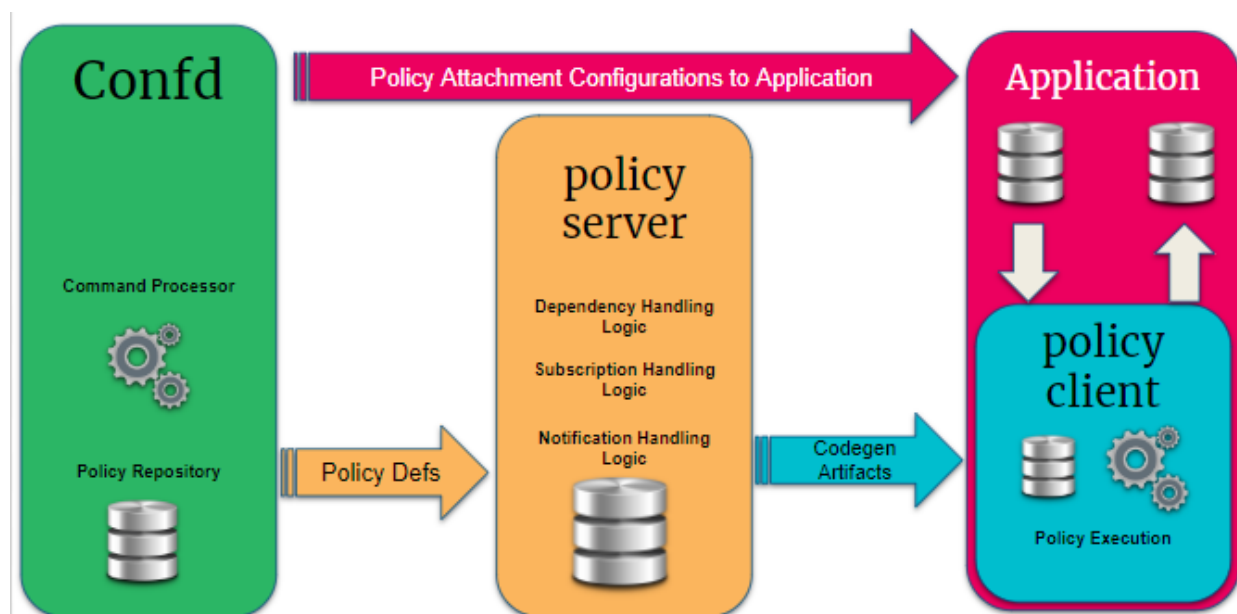 Confd
Command Processor
Policy Repository
Policy Attachment Configurations to Application
Policy Defs
policy
server
Dependency Handling
Logic
Subscription Handling
Logic
Notification Handling
Logic
Codegen
Artifacts
Application
policy
client
Policy Execution